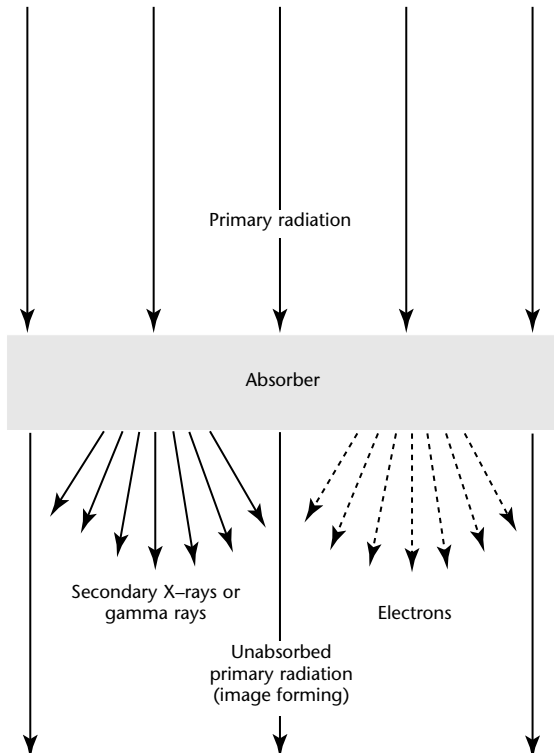 Primary radiation
Absorber
Secondary X–rays or
gamma rays
Electrons
Unabsorbed
primary radiation
(image forming)